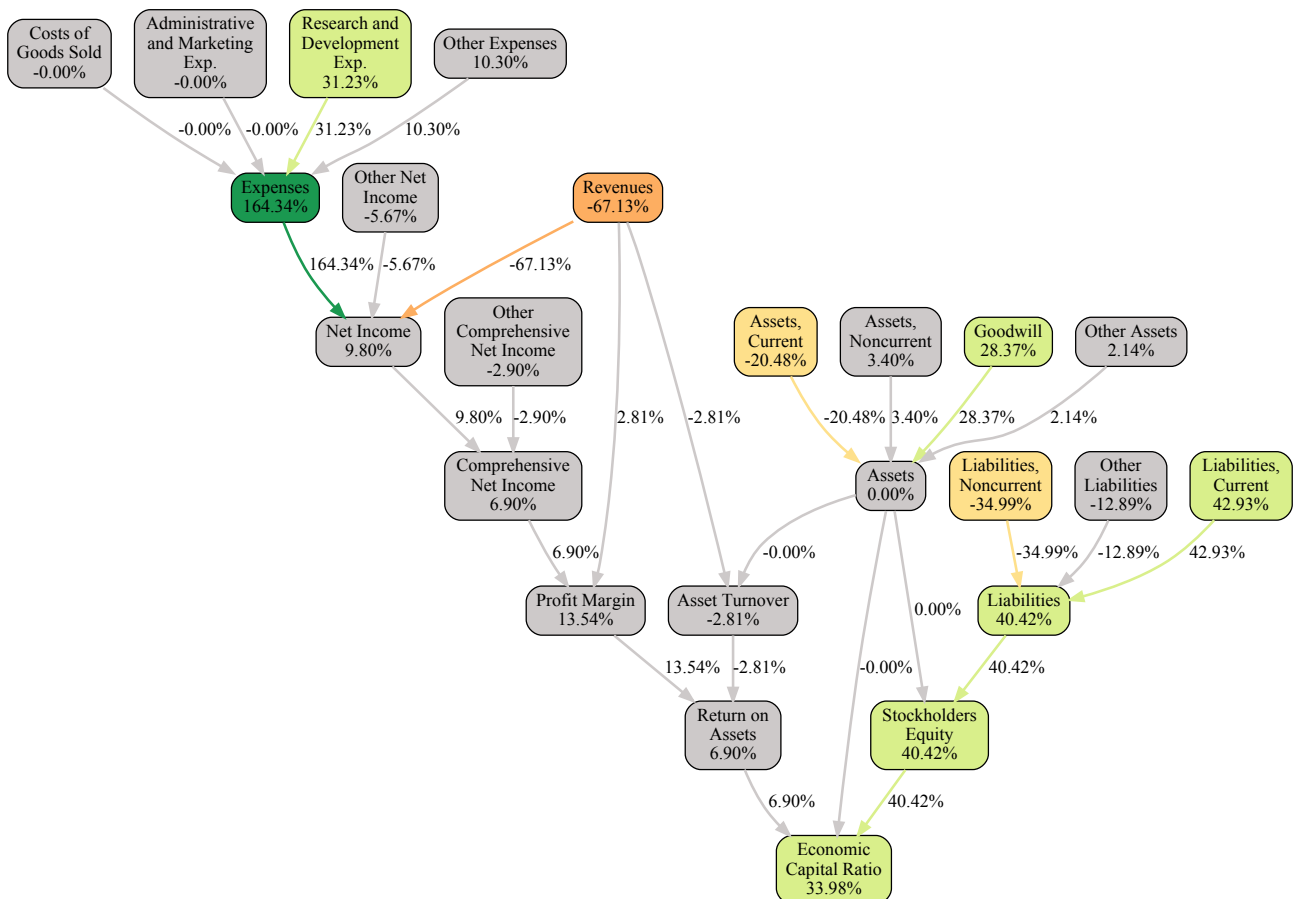 Costs of
Goods Sold
-0.00%
Administrative
and Marketing
Exp.
-0.00%
Research and
Development
Exp.
31.23%
Other Expenses
10.30%
-0.00%
-0.00%
31.23%
10.30%
Expenses
164.34%
Other Net
Income
-5.67%
Revenues
-67.13%
164.34%
-5.67%
-67.13%
Net Income
9.80%
Other
Comprehensive
Net Income
-2.90%
Assets,
Current
-20.48%
Assets,
Noncurrent
3.40%
Goodwill
28.37%
Other Assets
2.14%
9.80%
-2.90%
2.81%
-2.81%
-20.48%
3.40%
28.37%
2.14%
Comprehensive
Net Income
6.90%
Assets
0.00%
Liabilities,
Noncurrent
-34.99%
Other
Liabilities
-12.89%
Liabilities,
Current
42.93%
6.90%
-0.00%
-34.99%
-12.89%
42.93%
Profit Margin
13.54%
Asset Turnover
-2.81%
0.00%
Liabilities
40.42%
13.54%
-2.81%
-0.00%
40.42%
Return on
Assets
6.90%
Stockholders
Equity
40.42%
6.90%
40.42%
Economic
Capital Ratio
33.98%